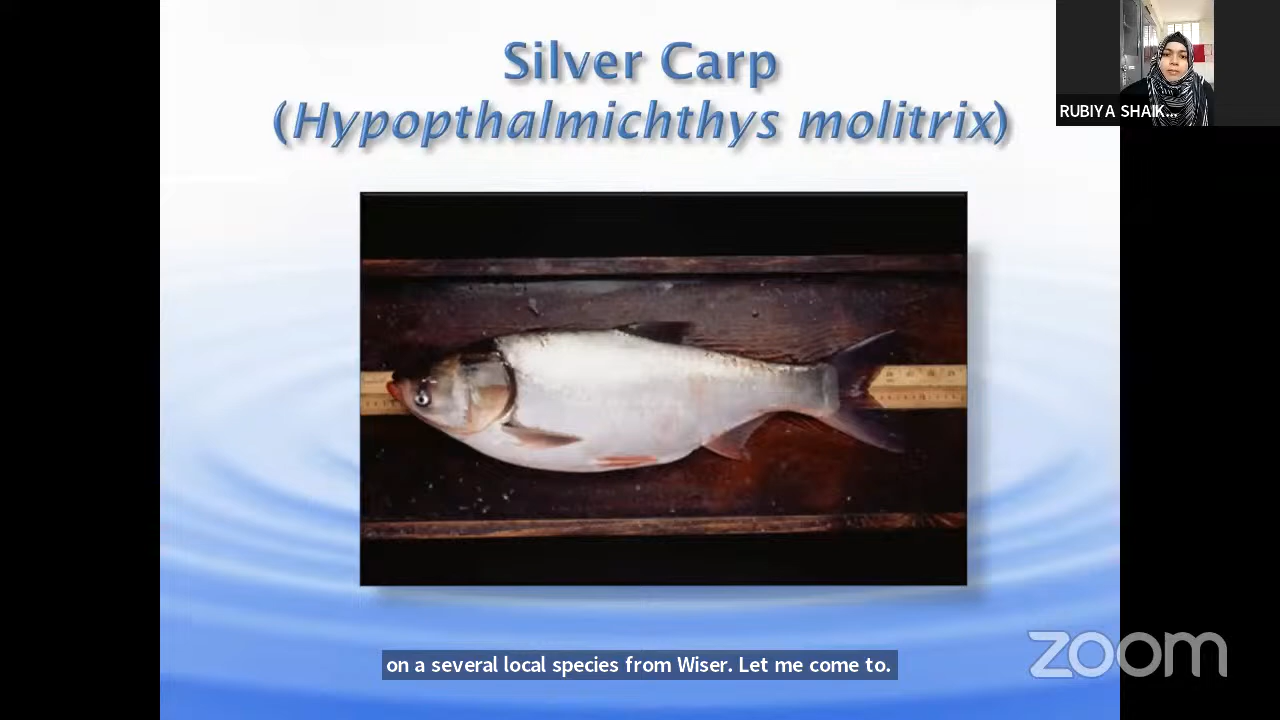 Silver Carp
(Hypopthalmichthys molitrix)
RUBIYA SHAIK...
on a several local species from Wiser. Let me come to.
zoom